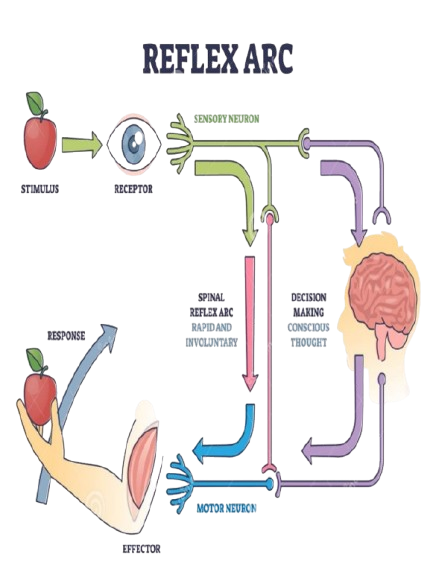 REFLEX ARC
SENSORY NEURON
STIMULUS
RECEPTOR
SPINAL
REFLEX ARC
RAPID AND
INVOLUNTARY
DECISION
MAKING
CONSCIOUS
THOUGHT
RESPONSE
MOTOR NEURON
EFFECTOR